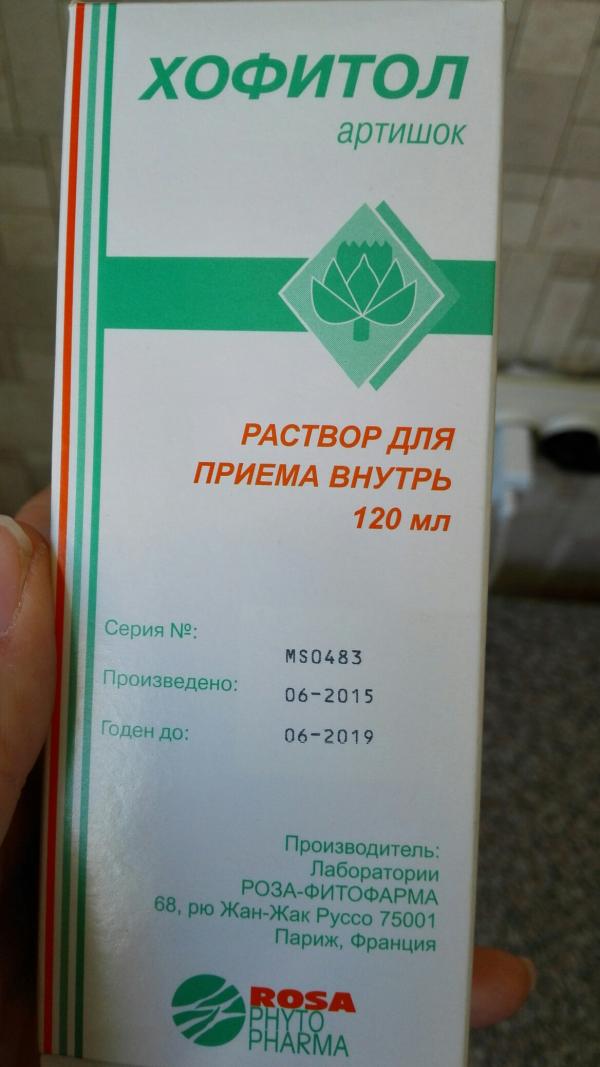 ХОФИТОЛ
артишок
РАСТВОР ДЛЯ
ПРИЕМА ВНУТРЬ
120 мл
Серия №:
MS0483
Произведено:
06-2015
Годен до:
06-2019
Производитель:
Лаборатории
РОЗА-ФИТОФАРМА
68, рю Жан-Жак Руссо 75001
Париж, Франция
ROSA
PHYTO
PHARMA